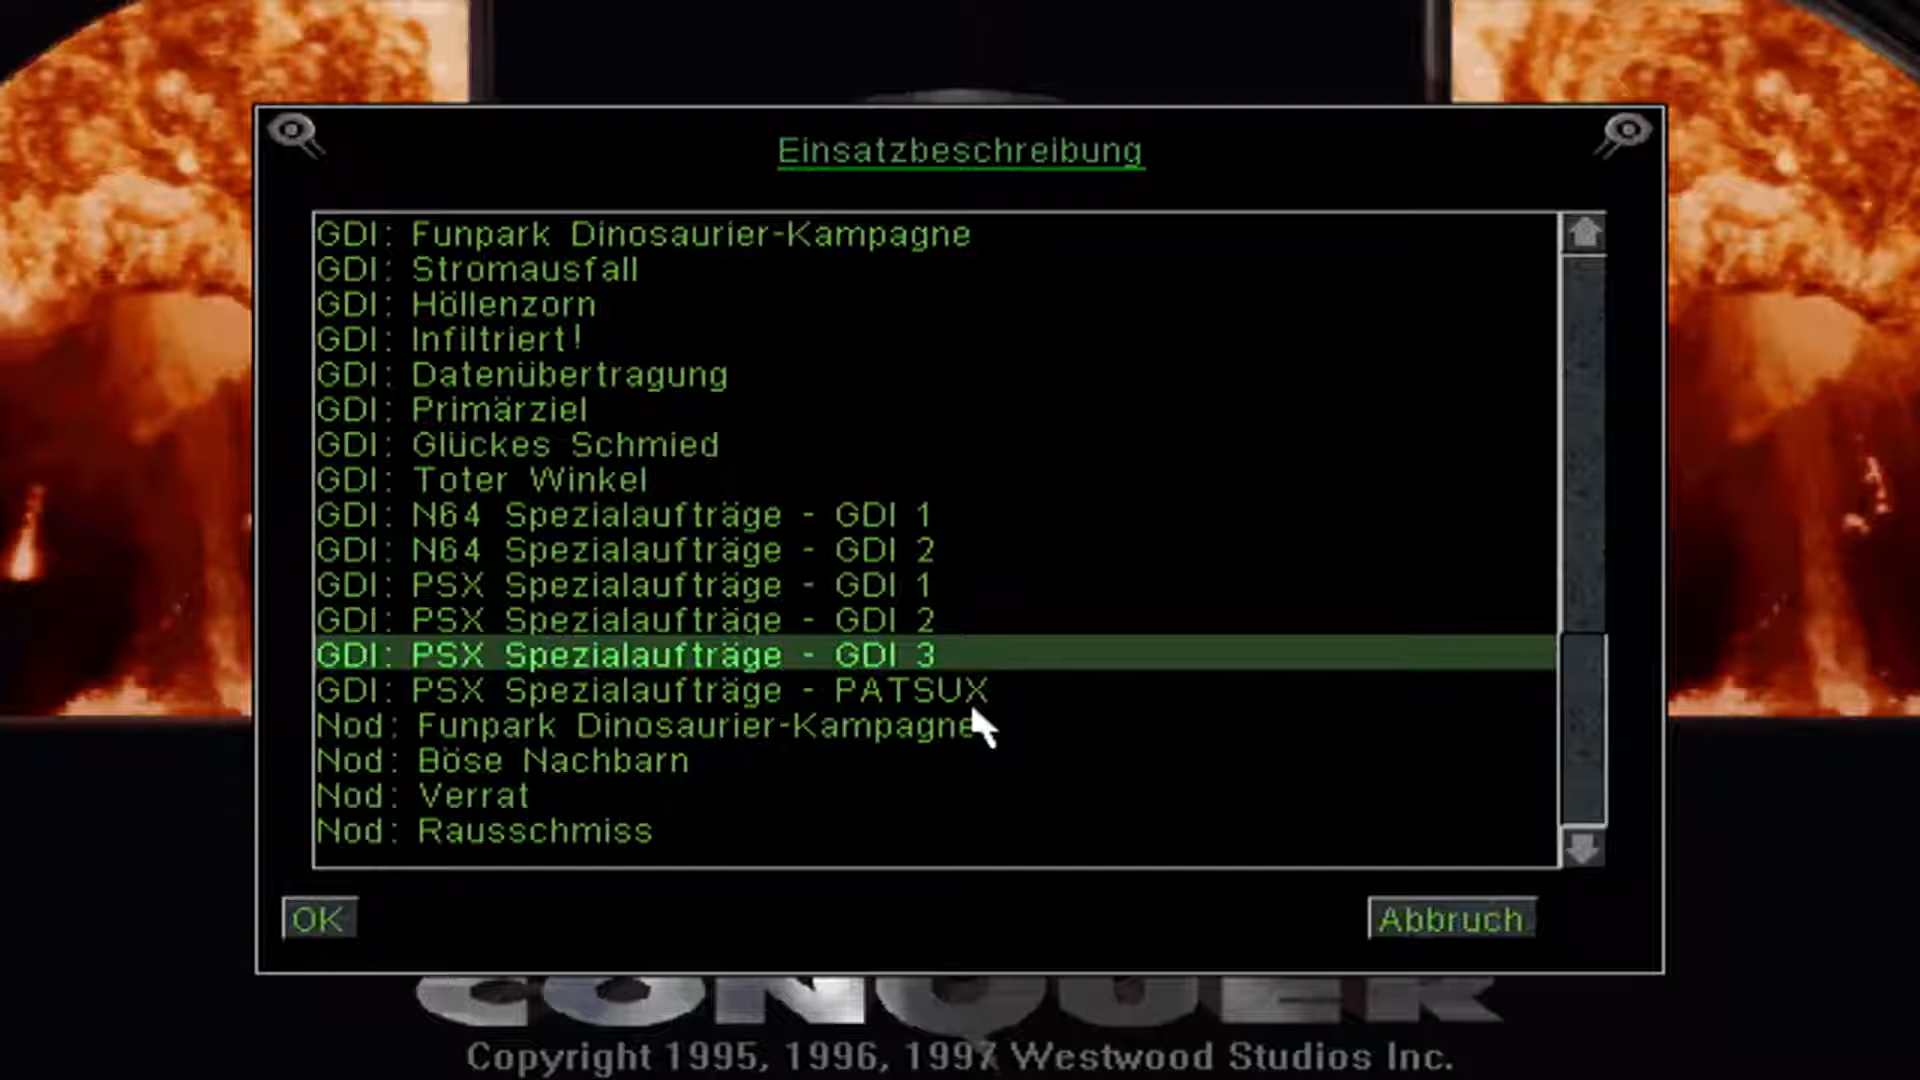 Einsatzbeschreibung
GDI: Funpark Dinosaurier-Kampagne
GDI: Stromausfall
GDI: Höllenzorn
GDI: Infiltriert!
GDI: Datenübertragung
GDI: Primärziel
GDI: Glückes Schmied
GDI: Toter Winkel
GDI: N64 Spezialaufträge - GDI 1
GDI: N64 Spezialaufträge - GDI 2
GDI: PSX Spezialaufträge - GDI 1
GDI: PSX Spezialaufträge - GDI 2
GDI: PSX Spezialaufträge - GDI 3
GDI: PSX Spezialaufträge - PATSUX
Nod: Funpark Dinosaurier-Kampagne
Nod: Böse Nachbarn
Nod: Verrat
Nod: Rausschmiss
OK
Abbruch
CONQUER
Copyright 1995, 1996, 1997 Westwood Studios Inc.